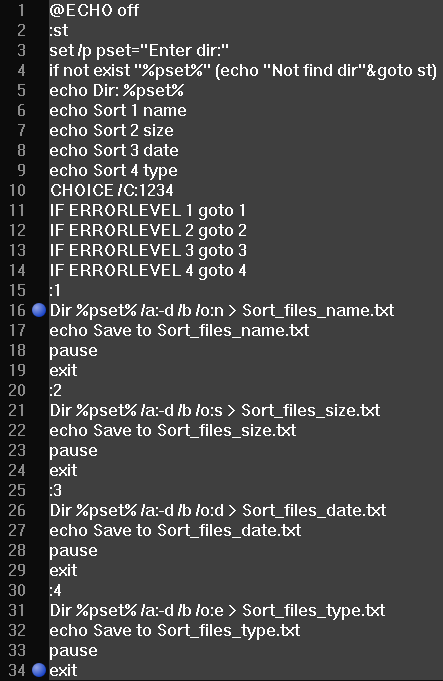 1 @ECHO off
2 :st
3 set /p pset="Enter dir:"
4 if not exist "%pset%" (echo "Not find dir"&goto st)
5 echo Dir: %pset%
6 echo Sort 1 name
7 echo Sort 2 size
8 echo Sort 3 date
9 echo Sort 4 type
10 CHOICE /C:1234
11 IF ERRORLEVEL 1 goto 1
12 IF ERRORLEVEL 2 goto 2
13 IF ERRORLEVEL 3 goto 3
14 IF ERRORLEVEL 4 goto 4
15 :1
16 Dir %pset% /a:-d /b /o:n > Sort_files_name.txt
17 echo Save to Sort_files_name.txt
18 pause
19 exit
20 :2
21 Dir %pset% /a:-d /b /o:s > Sort_files_size.txt
22 echo Save to Sort_files_size.txt
23 pause
24 exit
25 :3
26 Dir %pset% /a:-d /b /o:d > Sort_files_date.txt
27 echo Save to Sort_files_date.txt
28 pause
29 exit
30 :4
31 Dir %pset% /a:-d /b /o:e > Sort_files_type.txt
32 echo Save to Sort_files_type.txt
33 pause
34 exit